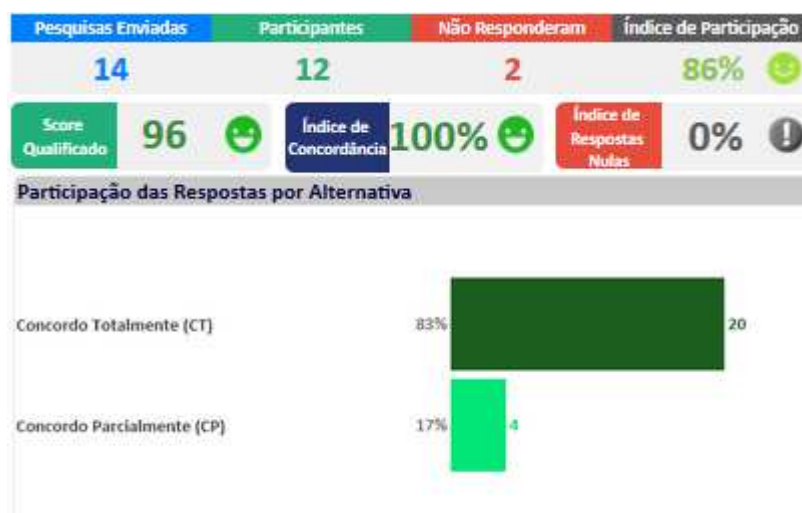 Pesquisas Enviadas Participantes Não Responderam Índice de Participação
14 12 2 86%
Score Qualificado 96 Índice de Concordância 100% Índice de Respostas Nulas 0%
Participação das Respostas por Alternativa
Concordo Totalmente (CT) 83% 20
Concordo Parcialmente (CP) 17% 4